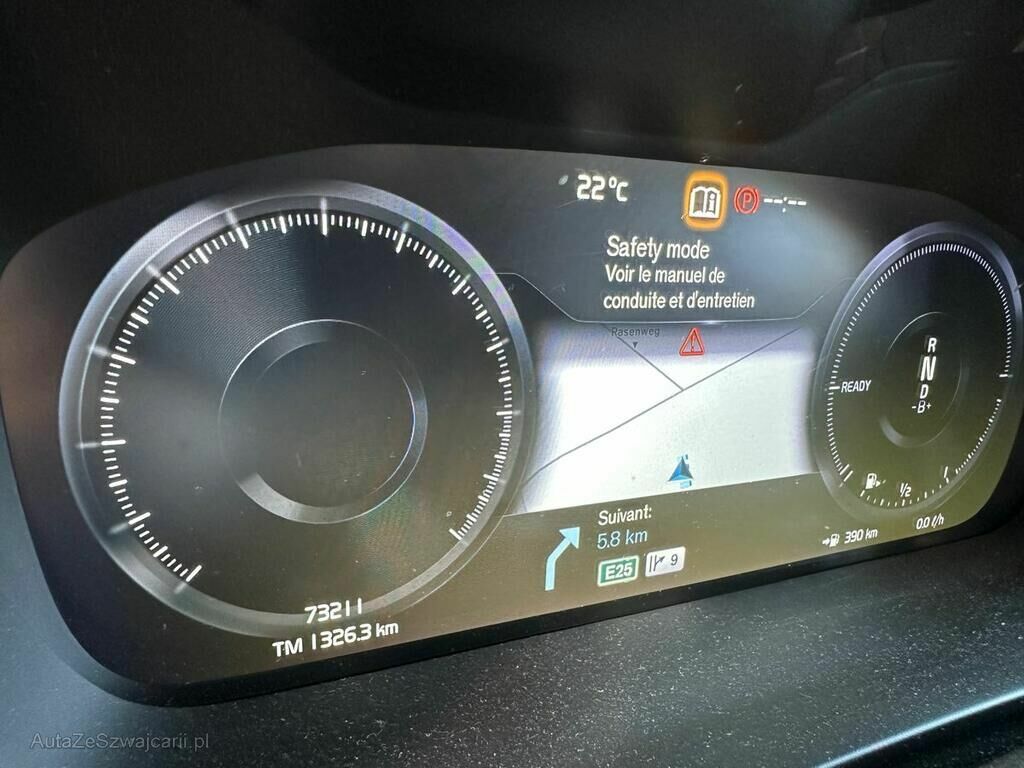 22°C
P --:--
Safety mode
Voir le manuel de
conduite et d'entretien
Rasenweg
R
N
READY
D
-B+
1/2
Suivant:
5.8 km
E25 9
390 km
0.0 ℓ/h
73211
TM 1326.3 km
AutaZeSzwajcarii.pl